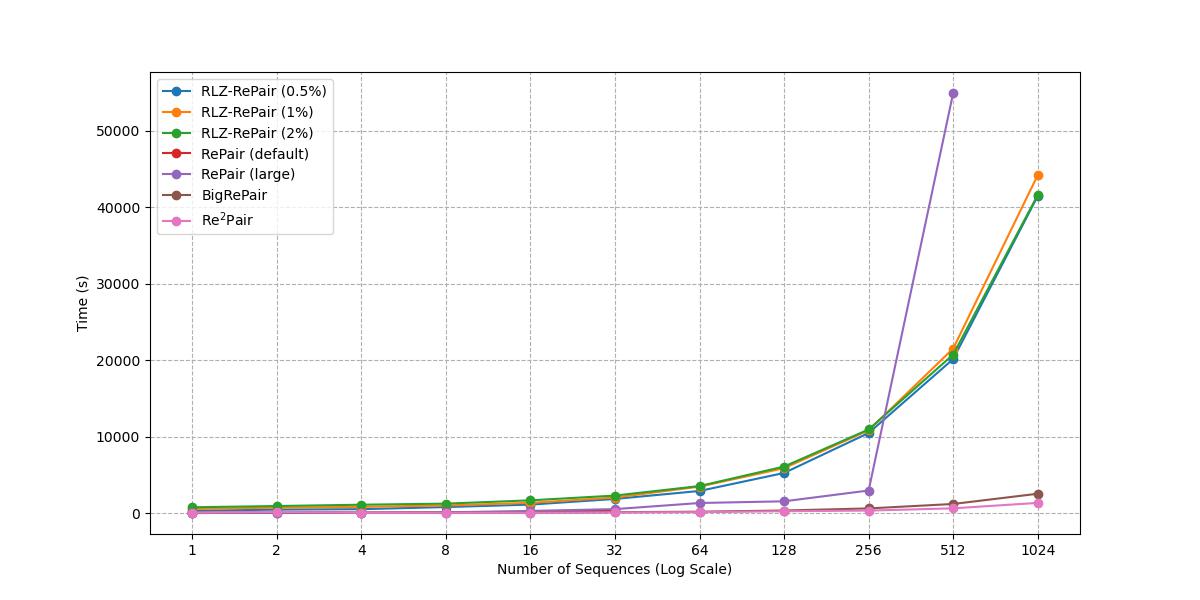 RLZ-RePair (0.5%)
RLZ-RePair (1%)
RLZ-RePair (2%)
RePair (default)
RePair (large)
BigRePair
Re²Pair
50000
40000
30000
20000
10000
0
Time (s)
1 2 4 8 16 32 64 128 256 512 1024
Number of Sequences (Log Scale)